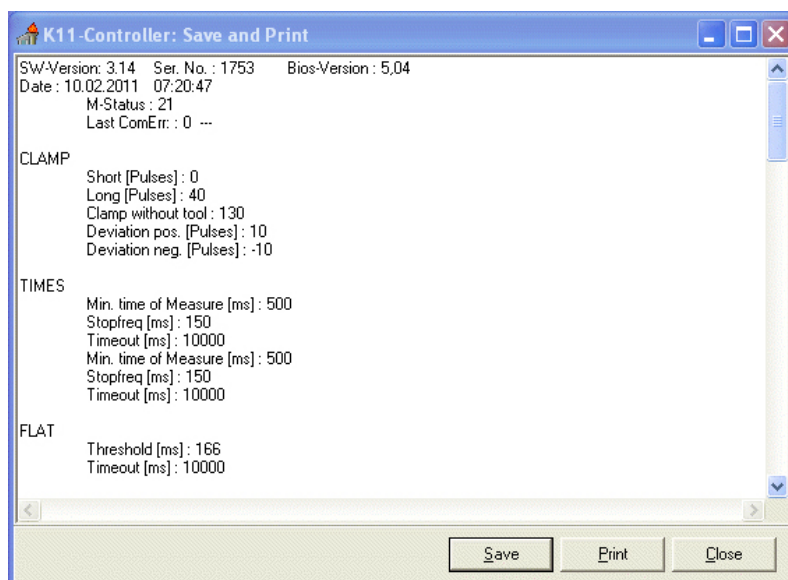 K11-Controller: Save and Print
SW-Version: 3.14 Ser. No. : 1753 Bios-Version : 5,04
Date : 10.02.2011 07:20:47
M-Status : 21
Last ComErr: : 0 ---
CLAMP
Short [Pulses] : 0
Long [Pulses] : 40
Clamp without tool : 130
Deviation pos. [Pulses] : 10
Deviation neg. [Pulses] : -10
TIMES
Min. time of Measure [ms] : 500
Stopfreq [ms] : 150
Timeout [ms] : 10000
Min. time of Measure [ms] : 500
Stopfreq [ms] : 150
Timeout [ms] : 10000
FLAT
Threshold [ms] : 166
Timeout [ms] : 10000
Save Print Close